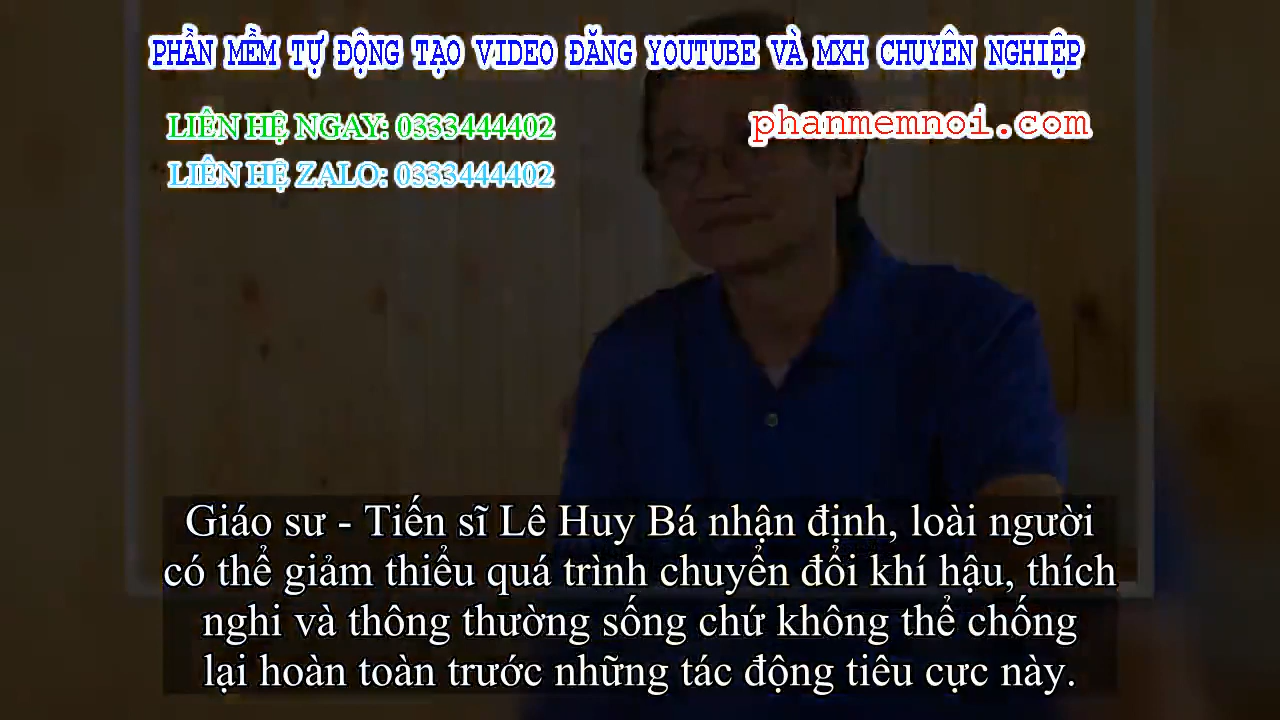 PHẦN MỀM TỰ ĐỘNG TẠO VIDEO ĐĂNG YOUTUBE VÀ MXH CHUYÊN NGHIỆP
LIÊN HỆ NGAY: 0333444402
phanmemnoi.com
LIÊN HỆ ZALO: 0333444402
Giáo sư - Tiến sĩ Lê Huy Bá nhận định, loài người
có thể giảm thiểu quá trình chuyển đổi khí hậu, thích
nghi và thông thường sống chứ không thể chống
lại hoàn toàn trước những tác động tiêu cực này.